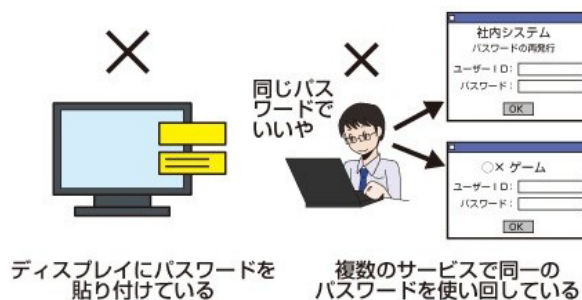 同じパス
ワードで
いいや
社内システム
パスワードの再発行
ユーザーID:
パスワード:
OK
○×ゲーム
ユーザーID:
パスワード:
OK
ディスプレイにパスワードを
貼り付けている
複数のサービスで同一の
パスワードを使い回している